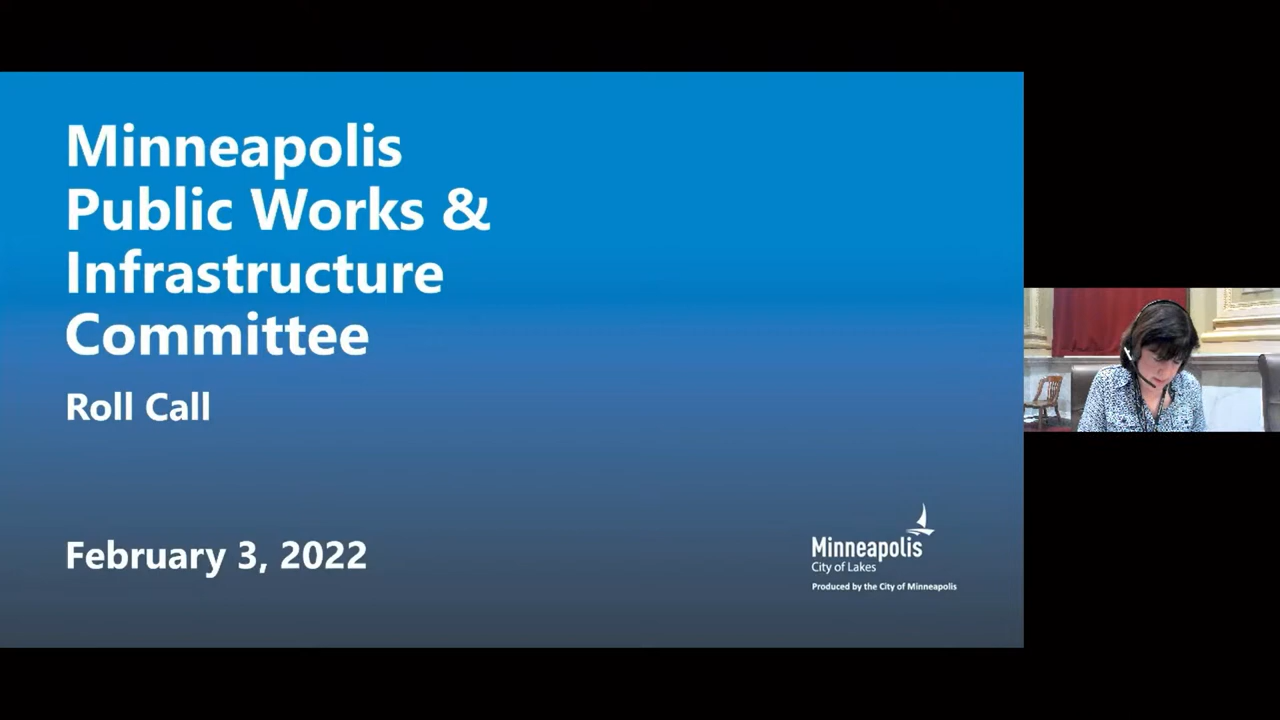 Minneapolis
Public Works &
Infrastructure
Committee
Roll Call
February 3, 2022
Minneapolis
City of Lakes
Produced by the City of Minneapolis